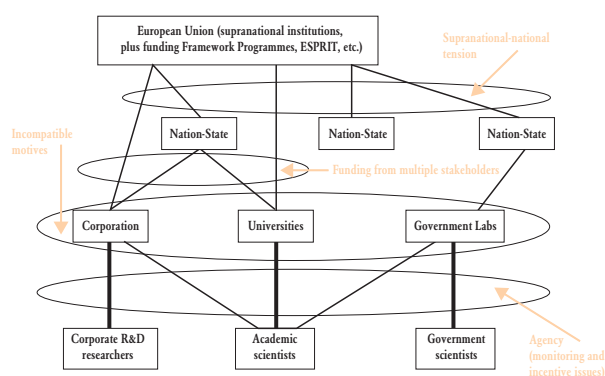 European Union (supranational institutions,
plus funding Framework Programmes, ESPRIT, etc.)
Supranational-national
tension
Nation-State
Nation-State
Nation-State
Incompatible
motives
Funding from multiple stakeholders
Corporation
Universities
Government Labs
Corporate R&D
researchers
Academic
scientists
Government
scientists
Agency
(monitoring and
incentive issues)